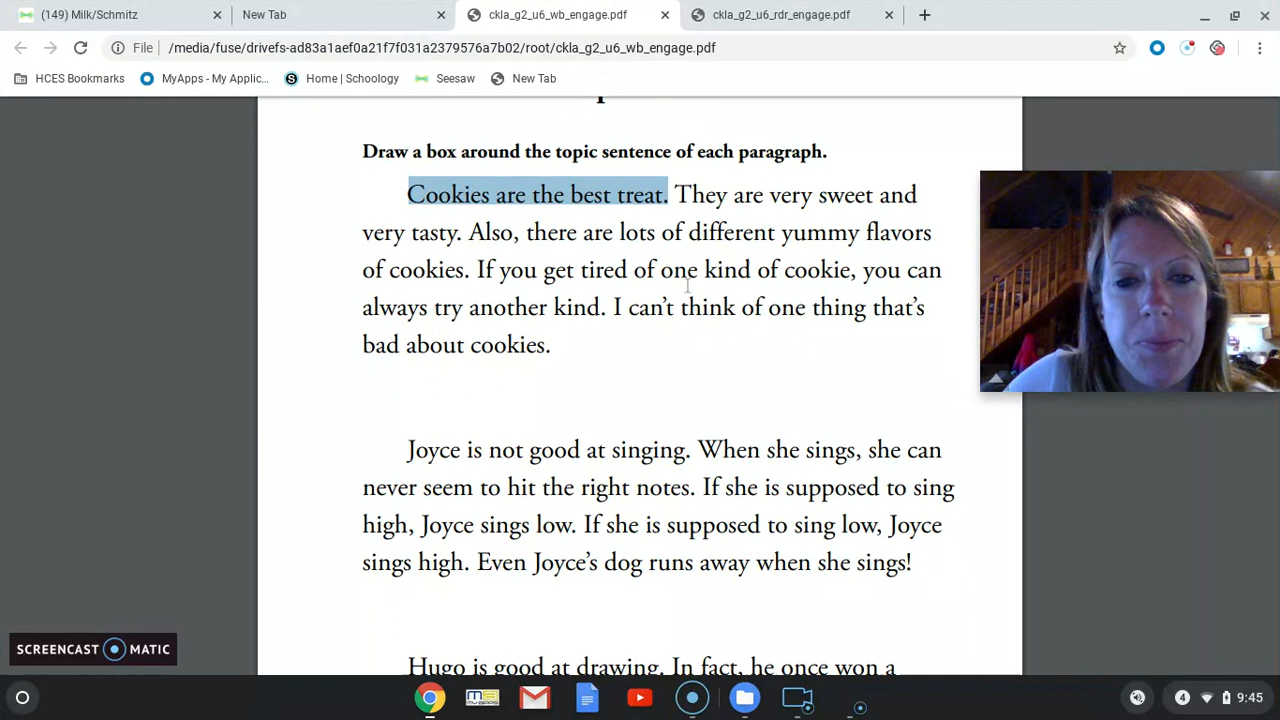 (149) Milk/Schmitz
New Tab
ckla_g2_u6_wb_engage.pdf
ckla_g2_u6_rdr_engage.pdf
File
/media/fuse/drivefs-ad83a1aef0a21f7f031a2379576a7b02/root/ckla_g2_u6_wb_engage.pdf
HCES Bookmarks
MyApps - My Applic...
Home | Schoology
Seesaw
New Tab
Draw a box around the topic sentence of each paragraph.
Cookies are the best treat. They are very sweet and
very tasty. Also, there are lots of different yummy flavors
of cookies. If you get tired of one kind of cookie, you can
always try another kind. I can't think of one thing that's
bad about cookies.
Joyce is not good at singing. When she sings, she can
never seem to hit the right notes. If she is supposed to sing
high, Joyce sings low. If she is supposed to sing low, Joyce
sings high. Even Joyce's dog runs away when she sings!
Hugo is good at drawing. In fact, he once won a
SCREENCAST MATIC
4
9:45